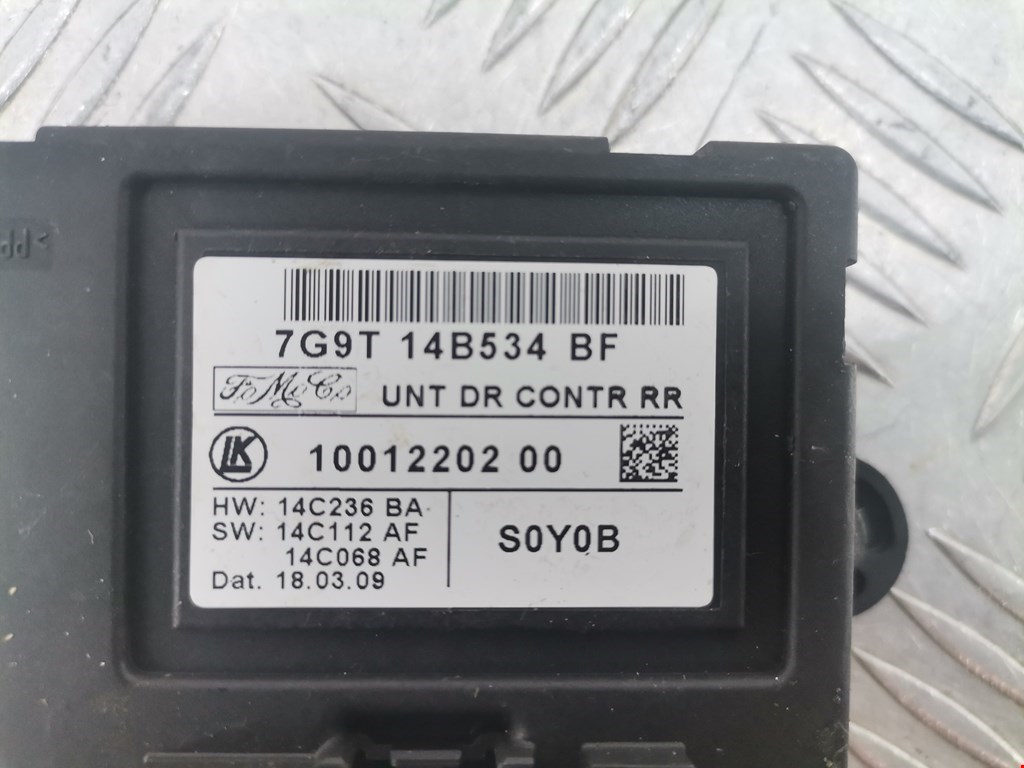 7G9T 14B534 BF
FoMoCo
UNT DR CONTR RR
LK
10012202 00
HW: 14C236 BA
SW: 14C112 AF
14C068 AF
Dat. 18.03.09
S0Y0B